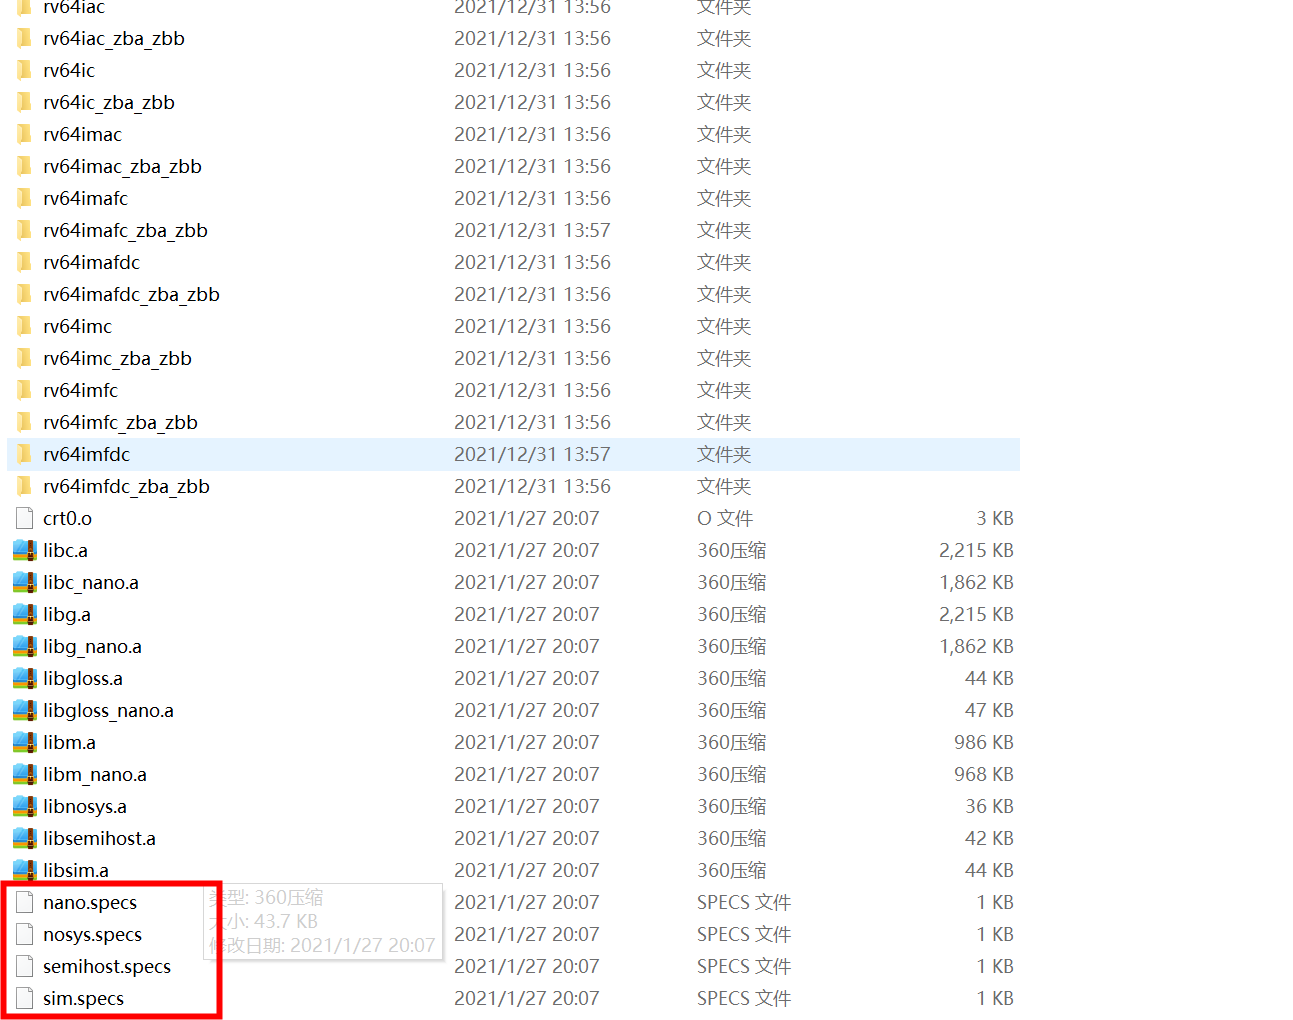 rv64iac 2021/12/31 13:56 文件夹
rv64iac_zba_zbb 2021/12/31 13:56 文件夹
rv64ic 2021/12/31 13:56 文件夹
rv64ic_zba_zbb 2021/12/31 13:56 文件夹
rv64imac 2021/12/31 13:56 文件夹
rv64imac_zba_zbb 2021/12/31 13:56 文件夹
rv64imafc 2021/12/31 13:56 文件夹
rv64imafc_zba_zbb 2021/12/31 13:57 文件夹
rv64imafdc 2021/12/31 13:56 文件夹
rv64imafdc_zba_zbb 2021/12/31 13:56 文件夹
rv64imc 2021/12/31 13:56 文件夹
rv64imc_zba_zbb 2021/12/31 13:56 文件夹
rv64imfc 2021/12/31 13:56 文件夹
rv64imfc_zba_zbb 2021/12/31 13:56 文件夹
rv64imfdc 2021/12/31 13:57 文件夹
rv64imfdc_zba_zbb 2021/12/31 13:56 文件夹
crt0.o 2021/1/27 20:07 O 文件 3 KB
libc.a 2021/1/27 20:07 360压缩 2,215 KB
libc_nano.a 2021/1/27 20:07 360压缩 1,862 KB
libg.a 2021/1/27 20:07 360压缩 2,215 KB
libg_nano.a 2021/1/27 20:07 360压缩 1,862 KB
libgloss.a 2021/1/27 20:07 360压缩 44 KB
libgloss_nano.a 2021/1/27 20:07 360压缩 47 KB
libm.a 2021/1/27 20:07 360压缩 986 KB
libm_nano.a 2021/1/27 20:07 360压缩 968 KB
libnosys.a 2021/1/27 20:07 360压缩 36 KB
libsemihost.a 2021/1/27 20:07 360压缩 42 KB
libsim.a 2021/1/27 20:07 360压缩 44 KB
nano.specs 2021/1/27 20:07 SPECS 文件 1 KB
nosys.specs 2021/1/27 20:07 SPECS 文件 1 KB
semihost.specs 2021/1/27 20:07 SPECS 文件 1 KB
sim.specs 2021/1/27 20:07 SPECS 文件 1 KB
类型: 360压缩
大小: 43.7 KB
修改日期: 2021/1/27 20:07